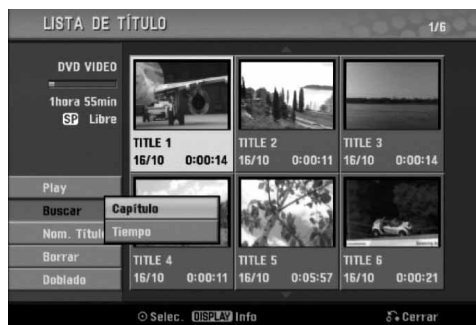 LISTA DE TÍTULO 1/6
DVD VIDEO
1hora 55min
SP Libre
TITLE 1
16/10 0:00:14
TITLE 2
16/10 0:00:11
TITLE 3
16/10 0:00:14
Play
Buscar
Nom. Títul
Borrar
Doblado
Capítulo
Tiempo
TITLE 4
16/10 0:00:11
TITLE 5
16/10 0:05:57
TITLE 6
16/10 0:00:21
Selec. DISPLAY Info Cerrar